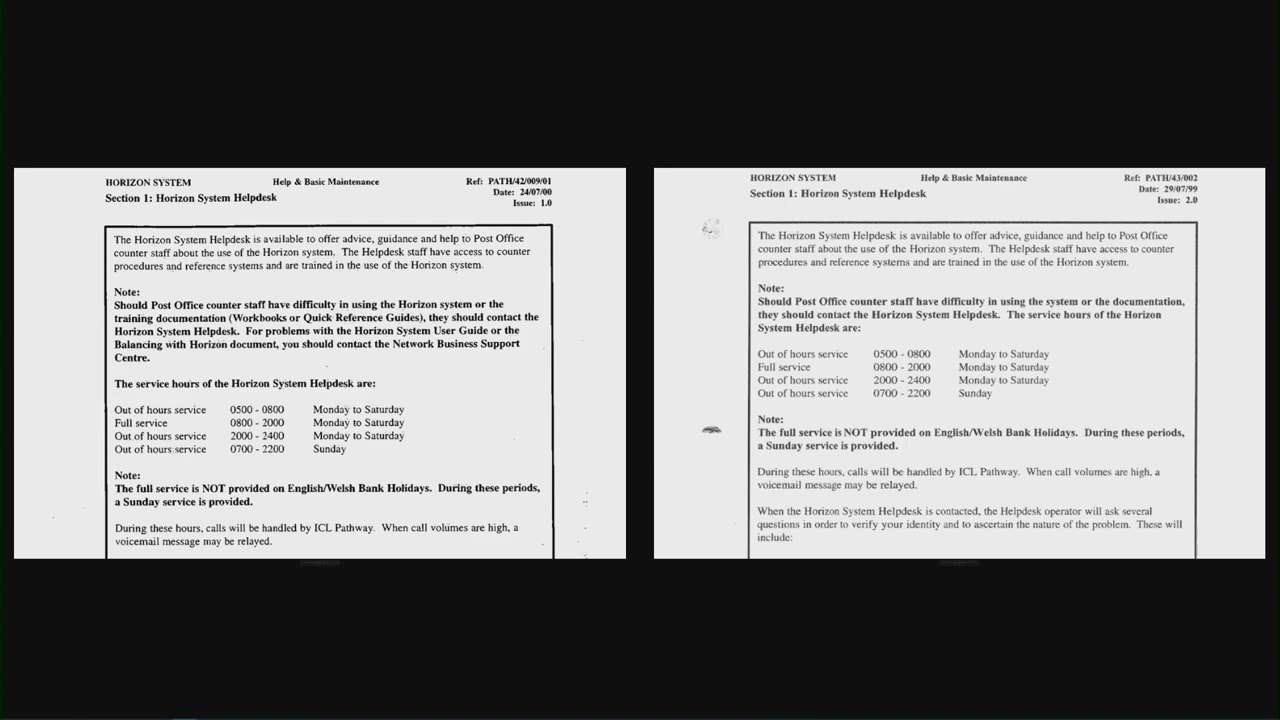 HORIZON SYSTEM Help & Basic Maintenance Ref: PATH/42/009/01
Date: 24/07/00
Section 1: Horizon System Helpdesk
Issue: 1.0
The Horizon System Helpdesk is available to offer advice, guidance and help to Post Office
counter staff about the use of the Horizon system. The Helpdesk staff have access to counter
procedures and reference systems and are trained in the use of the Horizon system.
Note:
Should Post Office counter staff have difficulty in using the Horizon system or the
training documentation (Workbooks or Quick Reference Guides), they should contact the
Horizon System Helpdesk. For problems with the Horizon System User Guide or the
Balancing with Horizon document, you should contact the Network Business Support
Centre.
The service hours of the Horizon System Helpdesk are:
Out of hours service 0500 - 0800 Monday to Saturday
Full service 0800 - 2000 Monday to Saturday
Out of hours service 2000 - 2400 Monday to Saturday
Out of hours service 0700 - 2200 Sunday
Note:
The full service is NOT provided on English/Welsh Bank Holidays. During these periods,
a Sunday service is provided.
During these hours, calls will be handled by ICL Pathway. When call volumes are high, a
voicemail message may be relayed.
HORIZON SYSTEM Help & Basic Maintenance Ref: PATH/43/002
Date: 29/07/99
Section 1: Horizon System Helpdesk
Issue: 2.0
The Horizon System Helpdesk is available to offer advice, guidance and help to Post Office
counter staff about the use of the Horizon system. The Helpdesk staff have access to counter
procedures and reference systems and are trained in the use of the Horizon system.
Note:
Should Post Office counter staff have difficulty in using the system or the documentation,
they should contact the Horizon System Helpdesk. The service hours of the Horizon
System Helpdesk are:
Out of hours service 0500 - 0800 Monday to Saturday
Full service 0800 - 2000 Monday to Saturday
Out of hours service 2000 - 2400 Monday to Saturday
Out of hours service 0700 - 2200 Sunday
Note:
The full service is NOT provided on English/Welsh Bank Holidays. During these periods,
a Sunday service is provided.
During these hours, calls will be handled by ICL Pathway. When call volumes are high, a
voicemail message may be relayed.
When the Horizon System Helpdesk is contacted, the Helpdesk operator will ask several
questions in order to verify your identity and to ascertain the nature of the problem. These will
include: